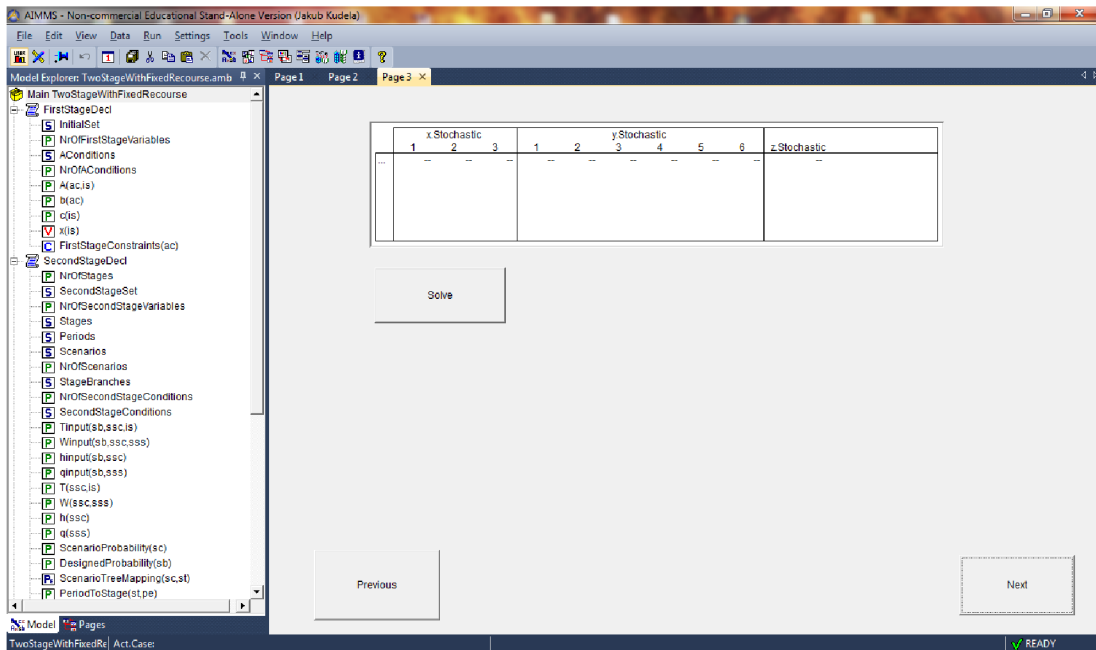 AIMMS - Non-commercial Educational Stand-Alone Version (Jakub Kudela)
File Edit View Data Run Settings Tools Window Help
Model Explorer: TwoStageWithFixedRecourse.amb
Page 1 Page 2 Page 3
Main TwoStageWithFixedRecourse
FirstStageDecl
S InitialSet
P NrOfFirstStageVariables
S AConditions
P NrOfAConditions
P A(ac,is)
P b(ac)
P c(is)
V x(is)
C FirstStageConstraints(ac)
SecondStageDecl
P NrOfStages
S SecondStageSet
P NrOfSecondStageVariables
S Stages
S Periods
S Scenarios
P NrOfScenarios
S StageBranches
P NrOfSecondStageConditions
S SecondStageConditions
P Tinput(sb,ssc,is)
P Winput(sb,ssc,sss)
P hinput(sb,ssc)
P qinput(sb,sss)
P T(ssc,is)
P W(ssc,sss)
P h(ssc)
P q(sss)
P ScenarioProbability(sc)
P DesignedProbability(sb)
P ScenarioTreeMapping(sc,st)
P PeriodToStage(st,pe)
Model Pages
x.Stochastic y.Stochastic
1 2 3 1 2 3 4 5 6 z.Stochastic
... -- -- -- -- -- -- -- -- -- --
Solve
Previous
Next
TwoStageWithFixedRe Act.Case: READY